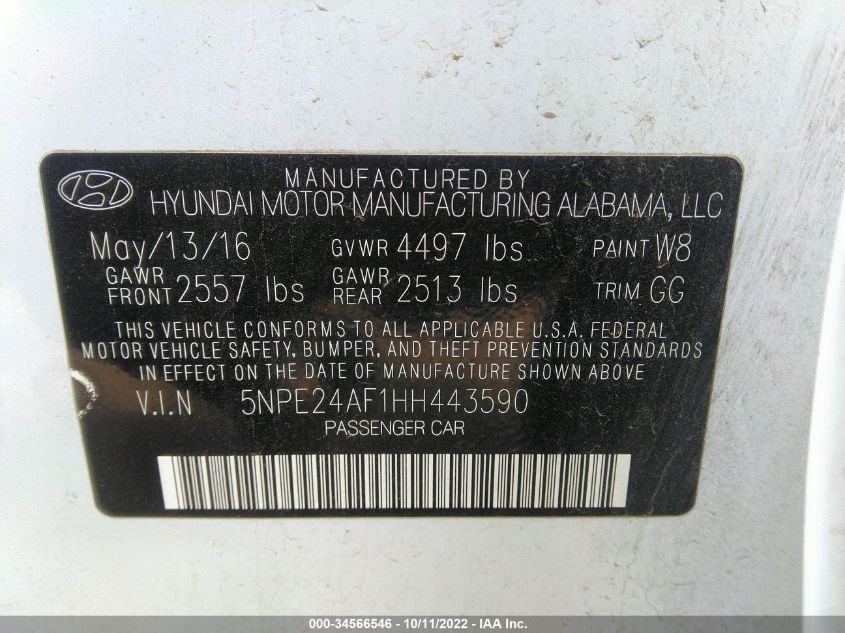 MANUFACTURED BY
HYUNDAI MOTOR MANUFACTURING ALABAMA, LLC
May/13/16 GVWR 4497 lbs PAINT W8
GAWR FRONT 2557 lbs GAWR REAR 2513 lbs TRIM GG
THIS VEHICLE CONFORMS TO ALL APPLICABLE U.S.A. FEDERAL
MOTOR VEHICLE SAFETY, BUMPER, AND THEFT PREVENTION STANDARDS
IN EFFECT ON THE DATE OF MANUFACTURE SHOWN ABOVE
V.I.N 5NPE24AF1HH443590
PASSENGER CAR
000-34566546 - 10/11/2022 - IAA Inc.